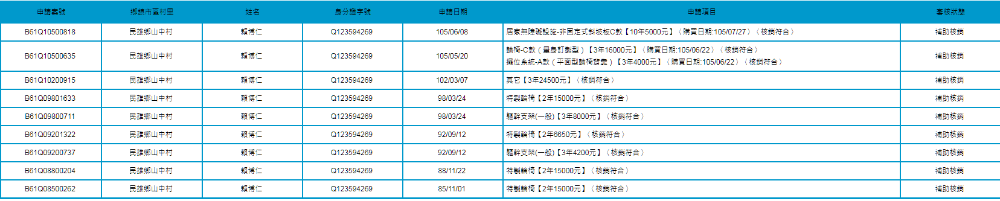 申請案號 鄉鎮市區村里 姓名 身分證字號 申請日期 申請項目 審核狀態
B61Q10500818 民雄鄉山中村 賴博仁 Q123594269 105/06/08 居家無障礙設施-非固定式斜坡板C款【10年5000元】〈購買日期:105/07/27〉〈核銷符合〉 補助核銷
B61Q10500635 民雄鄉山中村 賴博仁 Q123594269 105/05/20 輪椅-C款（量身訂製型）【3年16000元】〈購買日期:105/06/22〉〈核銷符合〉 補助核銷
擺位系統-A款（平面型輪椅背靠）【3年4000元】〈購買日期:105/06/22〉〈核銷符合〉
B61Q10200915 民雄鄉山中村 賴博仁 Q123594269 102/03/07 其它【3年24500元】〈核銷符合〉 補助核銷
B61Q09801633 民雄鄉山中村 賴博仁 Q123594269 98/03/24 特製輪椅【2年15000元】〈核銷符合〉 補助核銷
B61Q09800711 民雄鄉山中村 賴博仁 Q123594269 98/03/24 軀幹支架(一般)【3年8000元】〈核銷符合〉 補助核銷
B61Q09201322 民雄鄉山中村 賴博仁 Q123594269 92/09/12 特製輪椅【2年6650元】〈核銷符合〉 補助核銷
B61Q09200737 民雄鄉山中村 賴博仁 Q123594269 92/09/12 軀幹支架(一般)【3年4200元】〈核銷符合〉 補助核銷
B61Q08800204 民雄鄉山中村 賴博仁 Q123594269 88/11/22 特製輪椅【2年15000元】〈核銷符合〉 補助核銷
B61Q08500262 民雄鄉山中村 賴博仁 Q123594269 85/11/01 特製輪椅【2年15000元】〈核銷符合〉 補助核銷